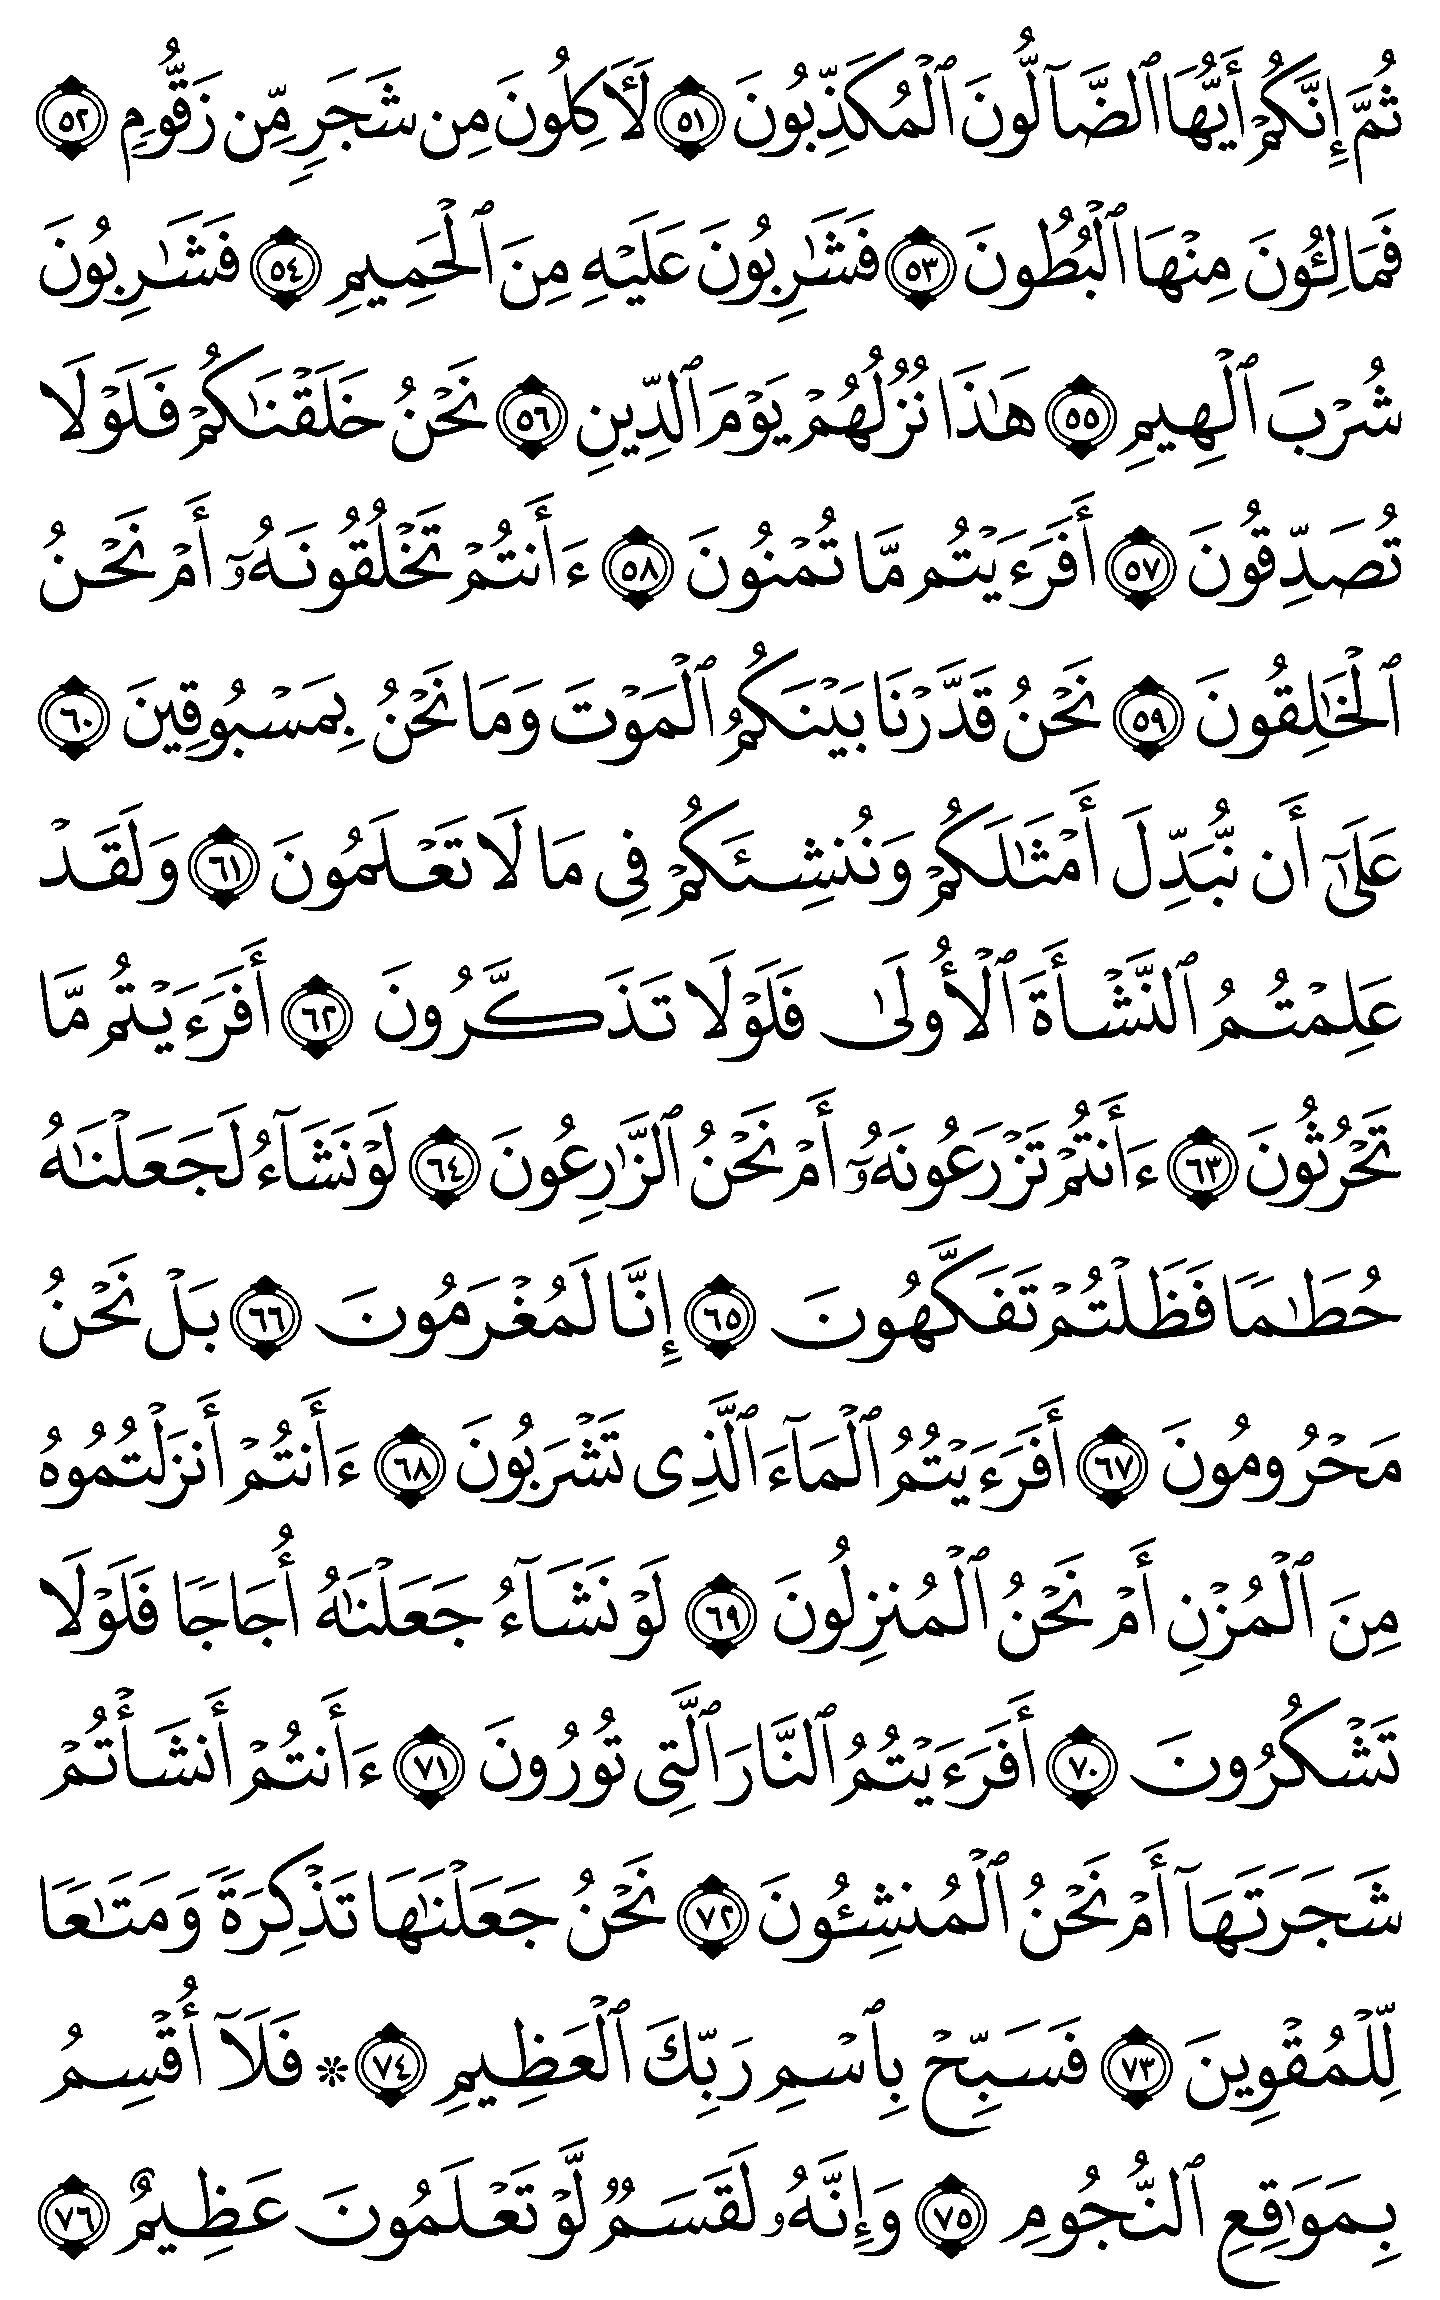 ثُمَّ إِنَّكُمْ أَيُّهَا ٱلضَّآلُّونَ ٱلْمُكَذِّبُونَ ٥١ لَأَكِلُونَ مِن شَجَرٍ مِّن زَقُّومٍ ٥٢
فَمَالِـُٔونَ مِنْهَا ٱلْبُطُونَ ٥٣ فَشَٰرِبُونَ عَلَيْهِ مِنَ ٱلْحَمِيمِ ٥٤ فَشَٰرِبُونَ
شُرْبَ ٱلْهِيمِ ٥٥ هَٰذَا نُزُلُهُمْ يَوْمَ ٱلدِّينِ ٥٦ نَحْنُ خَلَقْنَٰكُمْ فَلَوْلَا
تُصَدِّقُونَ ٥٧ أَفَرَءَيْتُم مَّا تُمْنُونَ ٥٨ ءَأَنتُمْ تَخْلُقُونَهُۥٓ أَمْ نَحْنُ
ٱلْخَٰلِقُونَ ٥٩ نَحْنُ قَدَّرْنَا بَيْنَكُمُ ٱلْمَوْتَ وَمَا نَحْنُ بِمَسْبُوقِينَ ٦٠
عَلَىٰٓ أَن نُّبَدِّلَ أَمْثَٰلَكُمْ وَنُنشِئَكُمْ فِى مَا لَا تَعْلَمُونَ ٦١ وَلَقَدْ
عَلِمْتُمُ ٱلنَّشْأَةَ ٱلْأُولَىٰ فَلَوْلَا تَذَكَّرُونَ ٦٢ أَفَرَءَيْتُم مَّا
تَحْرُثُونَ ٦٣ ءَأَنتُمْ تَزْرَعُونَهُۥٓ أَمْ نَحْنُ ٱلزَّٰرِعُونَ ٦٤ لَوْ نَشَآءُ لَجَعَلْنَٰهُ
حُطَٰمًا فَظَلْتُمْ تَفَكَّهُونَ ٦٥ إِنَّا لَمُغْرَمُونَ ٦٦ بَلْ نَحْنُ
مَحْرُومُونَ ٦٧ أَفَرَءَيْتُمُ ٱلْمَآءَ ٱلَّذِى تَشْرَبُونَ ٦٨ ءَأَنتُمْ أَنزَلْتُمُوهُ
مِنَ ٱلْمُزْنِ أَمْ نَحْنُ ٱلْمُنزِلُونَ ٦٩ لَوْ نَشَآءُ جَعَلْنَٰهُ أُجَاجًا فَلَوْلَا
تَشْكُرُونَ ٧٠ أَفَرَءَيْتُمُ ٱلنَّارَ ٱلَّتِى تُورُونَ ٧١ ءَأَنتُمْ أَنشَأْتُمْ
شَجَرَتَهَآ أَمْ نَحْنُ ٱلْمُنشِـُٔونَ ٧٢ نَحْنُ جَعَلْنَٰهَا تَذْكِرَةً وَمَتَٰعًا
لِّلْمُقْوِينَ ٧٣ فَسَبِّحْ بِٱسْمِ رَبِّكَ ٱلْعَظِيمِ ٧٤ ۞ فَلَآ أُقْسِمُ
بِمَوَٰقِعِ ٱلنُّجُومِ ٧٥ وَإِنَّهُۥ لَقَسَمٌ لَّوْ تَعْلَمُونَ عَظِيمٌ ٧٦